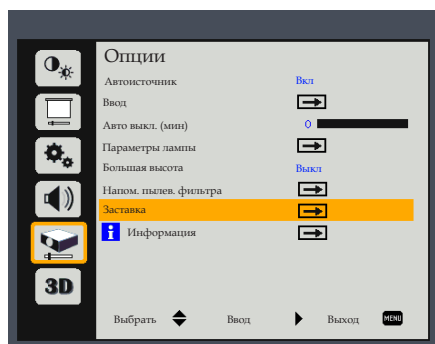 Опции
Автоисточник Вкл
Ввод
Авто выкл. (мин) 0
Параметры лампы
Большая высота Выкл
Напом. пылев. фильтра
Заставка
i Информация
3D
Выбрать Ввод Выход MENU